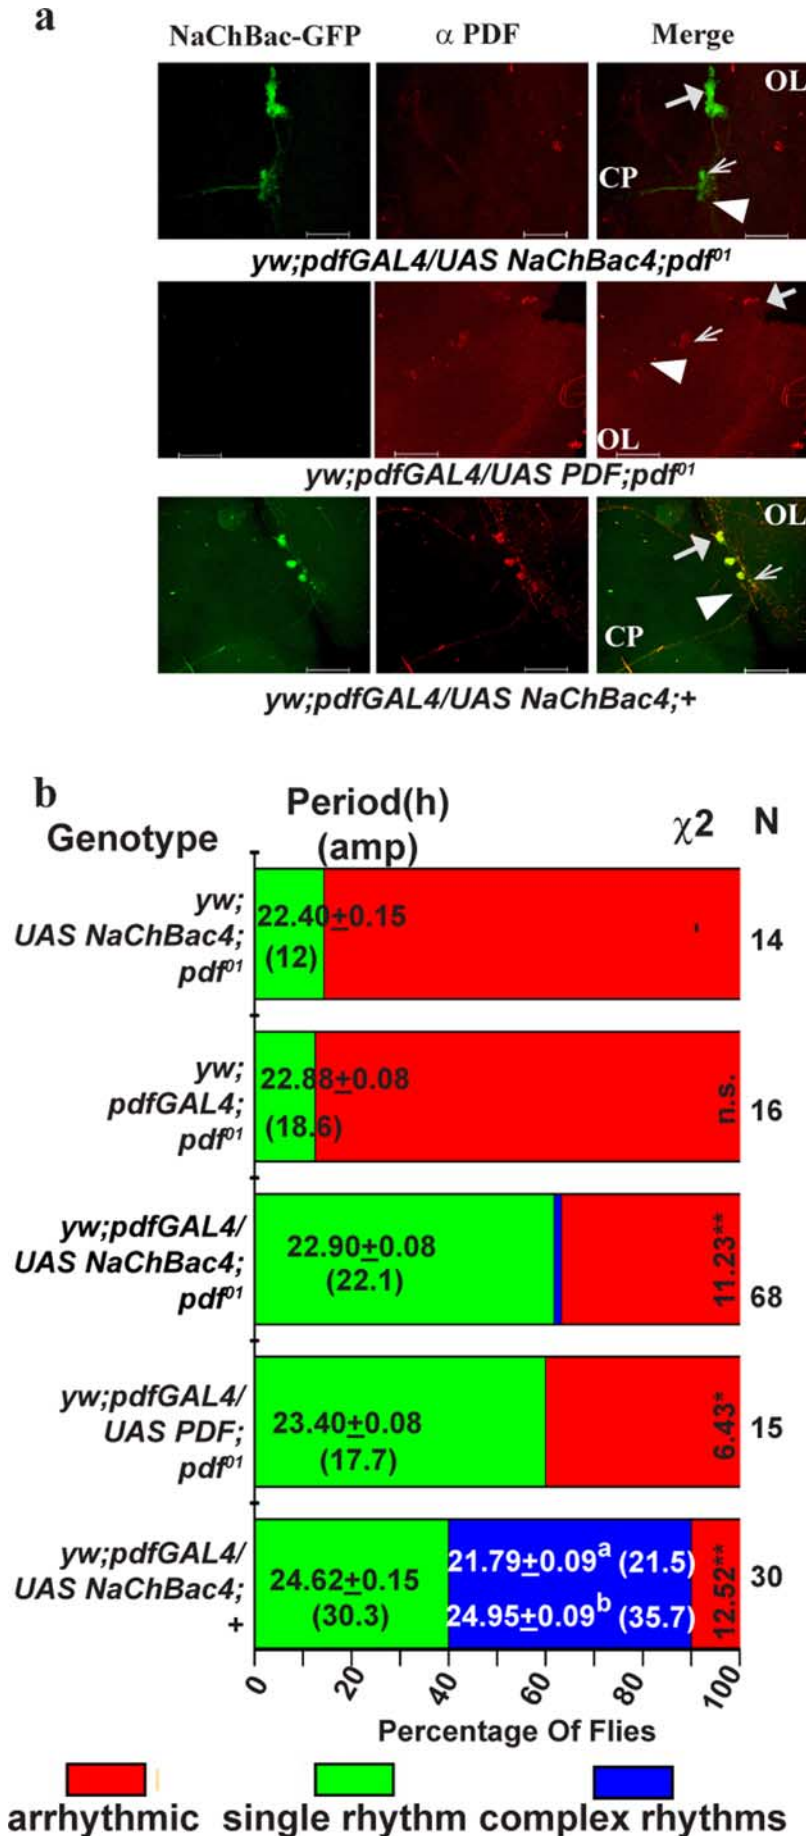 a
NaChBac-GFP α PDF Merge
OL
CP
yw;pdfGAL4/UAS NaChBac4;pdf⁰¹
OL
yw;pdfGAL4/UAS PDF;pdf⁰¹
OL
CP
yw;pdfGAL4/UAS NaChBac4;+
b
Genotype Period(h) (amp) χ2 N
yw;
UAS NaChBac4;
pdf⁰¹
22.40±0.15
(12)
-
14
yw;
pdfGAL4;
pdf⁰¹
22.88±0.08
(18.6)
n.s.
16
yw;pdfGAL4/
UAS NaChBac4;
pdf⁰¹
22.90±0.08
(22.1)
11.23**
68
yw;pdfGAL4/
UAS PDF;
pdf⁰¹
23.40±0.08
(17.7)
6.43*
15
yw;pdfGAL4/
UAS NaChBac4;
+
24.62±0.15
(30.3)
21.79±0.09ᵃ (21.5)
24.95±0.09ᵇ (35.7)
12.52**
30
0 20 40 60 80 100
Percentage Of Flies
arrhythmic single rhythm complex rhythms